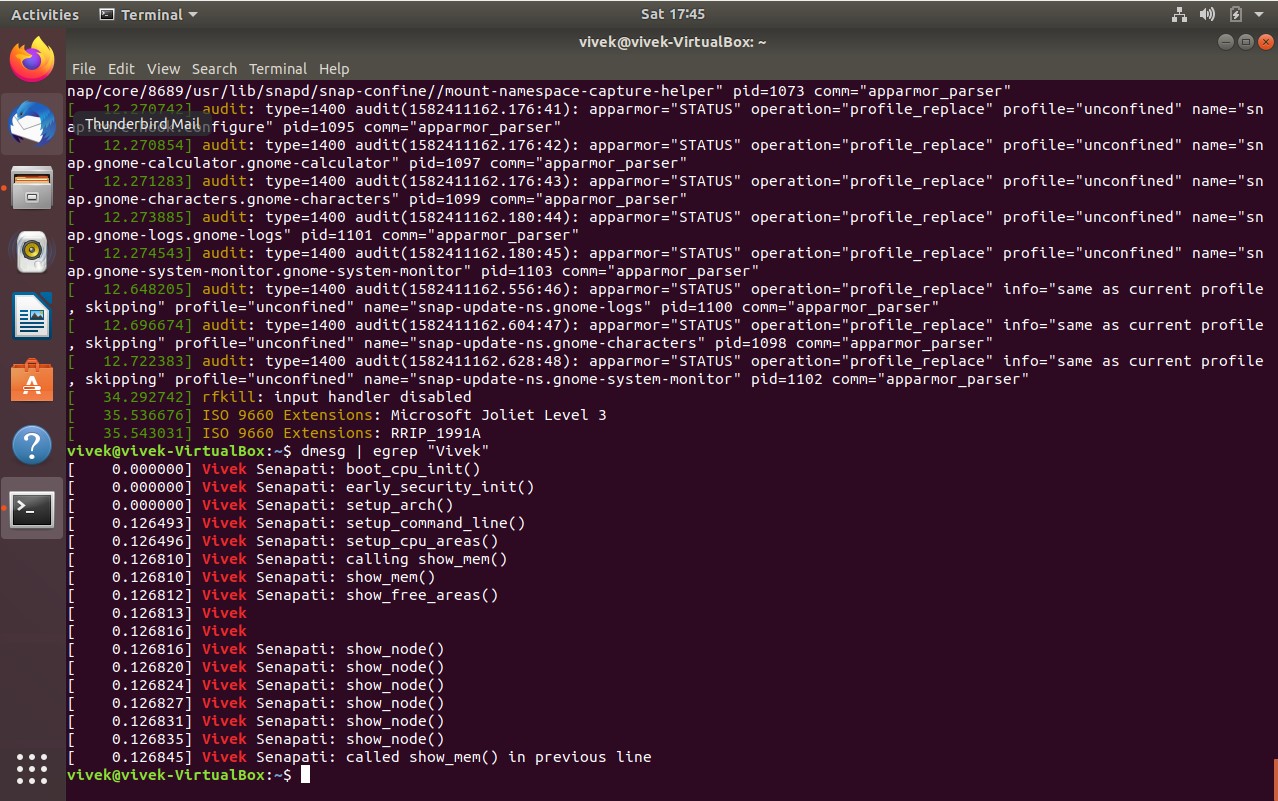 Activities Terminal Sat 17:45
vivek@vivek-VirtualBox: ~
File Edit View Search Terminal Help
nap/core/8689/usr/lib/snapd/snap-confine//mount-namespace-capture-helper" pid=1073 comm="apparmor_parser"
[   12.270742] audit: type=1400 audit(1582411162.176:41): apparmor="STATUS" operation="profile_replace" profile="unconfined" name="sn
Thunderbird Mail
figure" pid=1095 comm="apparmor_parser"
[   12.270854] audit: type=1400 audit(1582411162.176:42): apparmor="STATUS" operation="profile_replace" profile="unconfined" name="sn
ap.gnome-calculator.gnome-calculator" pid=1097 comm="apparmor_parser"
[   12.271283] audit: type=1400 audit(1582411162.176:43): apparmor="STATUS" operation="profile_replace" profile="unconfined" name="sn
ap.gnome-characters.gnome-characters" pid=1099 comm="apparmor_parser"
[   12.273885] audit: type=1400 audit(1582411162.180:44): apparmor="STATUS" operation="profile_replace" profile="unconfined" name="sn
ap.gnome-logs.gnome-logs" pid=1101 comm="apparmor_parser"
[   12.274543] audit: type=1400 audit(1582411162.180:45): apparmor="STATUS" operation="profile_replace" profile="unconfined" name="sn
ap.gnome-system-monitor.gnome-system-monitor" pid=1103 comm="apparmor_parser"
[   12.648205] audit: type=1400 audit(1582411162.556:46): apparmor="STATUS" operation="profile_replace" info="same as current profile
, skipping" profile="unconfined" name="snap-update-ns.gnome-logs" pid=1100 comm="apparmor_parser"
[   12.696674] audit: type=1400 audit(1582411162.604:47): apparmor="STATUS" operation="profile_replace" info="same as current profile
, skipping" profile="unconfined" name="snap-update-ns.gnome-characters" pid=1098 comm="apparmor_parser"
[   12.722383] audit: type=1400 audit(1582411162.628:48): apparmor="STATUS" operation="profile_replace" info="same as current profile
, skipping" profile="unconfined" name="snap-update-ns.gnome-system-monitor" pid=1102 comm="apparmor_parser"
[   34.292742] rfkill: input handler disabled
[   35.536676] ISO 9660 Extensions: Microsoft Joliet Level 3
[   35.543031] ISO 9660 Extensions: RRIP_1991A
vivek@vivek-VirtualBox:~$ dmesg | egrep "Vivek"
[    0.000000] Vivek Senapati: boot_cpu_init()
[    0.000000] Vivek Senapati: early_security_init()
[    0.000000] Vivek Senapati: setup_arch()
[    0.126493] Vivek Senapati: setup_command_line()
[    0.126496] Vivek Senapati: setup_cpu_areas()
[    0.126810] Vivek Senapati: calling show_mem()
[    0.126810] Vivek Senapati: show_mem()
[    0.126812] Vivek Senapati: show_free_areas()
[    0.126813] Vivek
[    0.126816] Vivek
[    0.126816] Vivek Senapati: show_node()
[    0.126820] Vivek Senapati: show_node()
[    0.126824] Vivek Senapati: show_node()
[    0.126827] Vivek Senapati: show_node()
[    0.126831] Vivek Senapati: show_node()
[    0.126835] Vivek Senapati: show_node()
[    0.126845] Vivek Senapati: called show_mem() in previous line
vivek@vivek-VirtualBox:~$